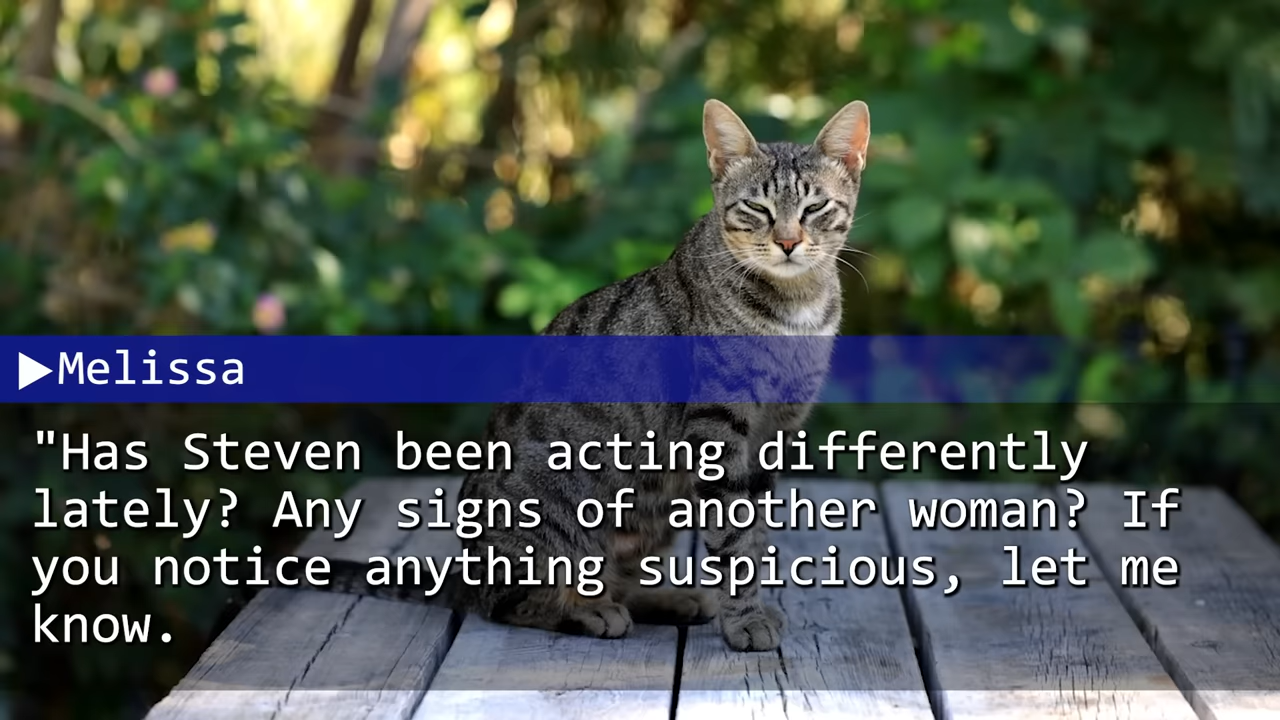 ▶Melissa
"Has Steven been acting differently
lately? Any signs of another woman? If
you notice anything suspicious, let me
know.